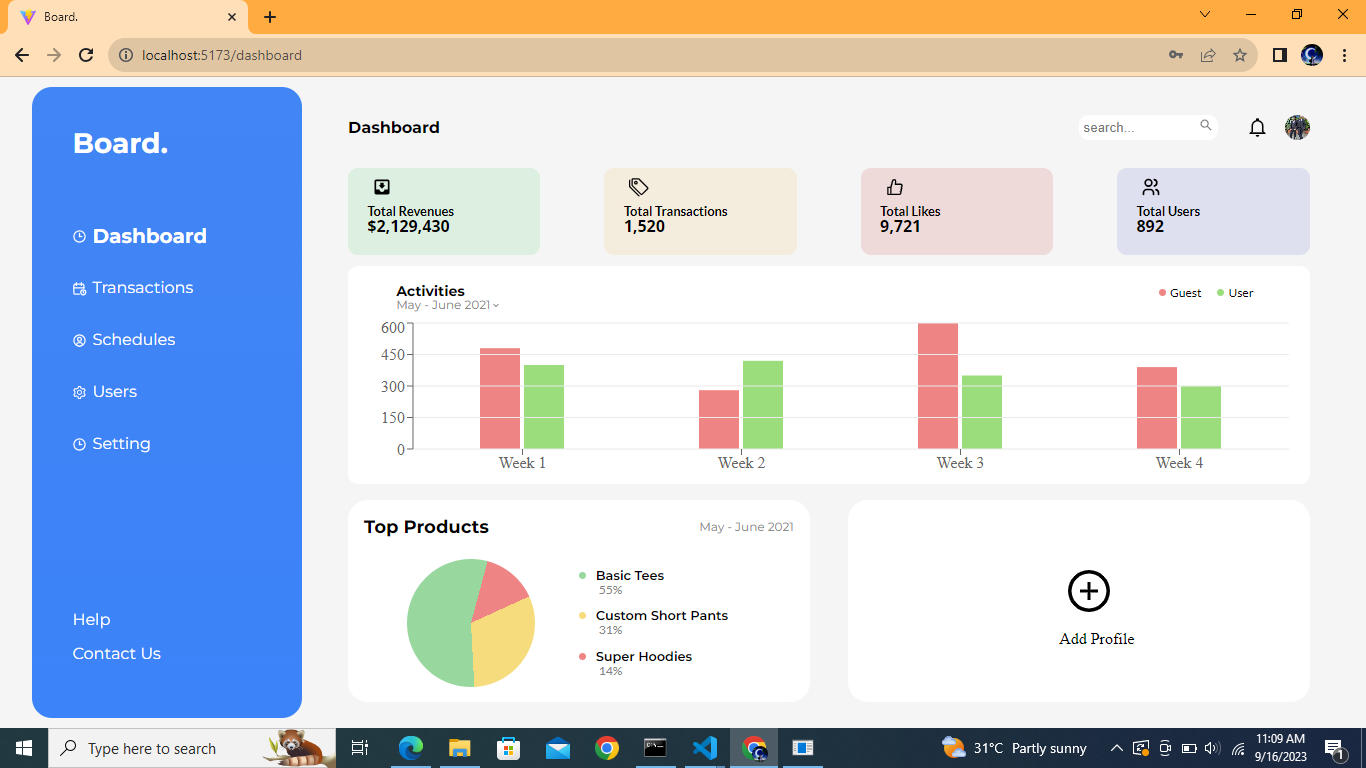 Board.
localhost:5173/dashboard
Board.
Dashboard
Transactions
Schedules
Users
Setting
Help
Contact Us
Dashboard
search...
Total Revenues
$2,129,430
Total Transactions
1,520
Total Likes
9,721
Total Users
892
Activities
May - June 2021
Guest
User
600
450
300
150
0
Week 1
Week 2
Week 3
Week 4
Top Products
May - June 2021
Basic Tees
55%
Custom Short Pants
31%
Super Hoodies
14%
Add Profile
Type here to search
31°C Partly sunny
11:09 AM
9/16/2023
1